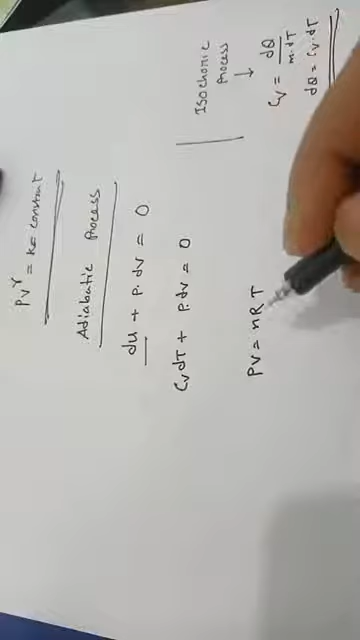 PVʸ = K = constant
Adiabatic Process
du + P.dv = 0
CvdT + P.dv = 0
PV = nRT
Isochoric
Process
↓
Cv = dQ / m.dT
dQ = Cv.dT